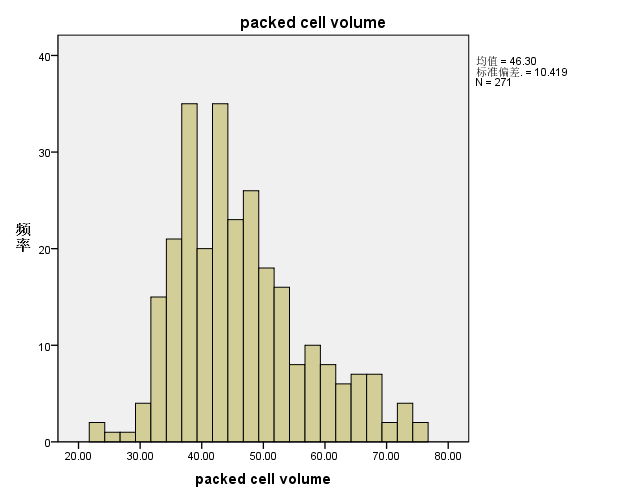 packed cell volume
均值 = 46.30
标准偏差. = 10.419
N = 271
40
30
20
10
0
频率
20.00 30.00 40.00 50.00 60.00 70.00 80.00
packed cell volume